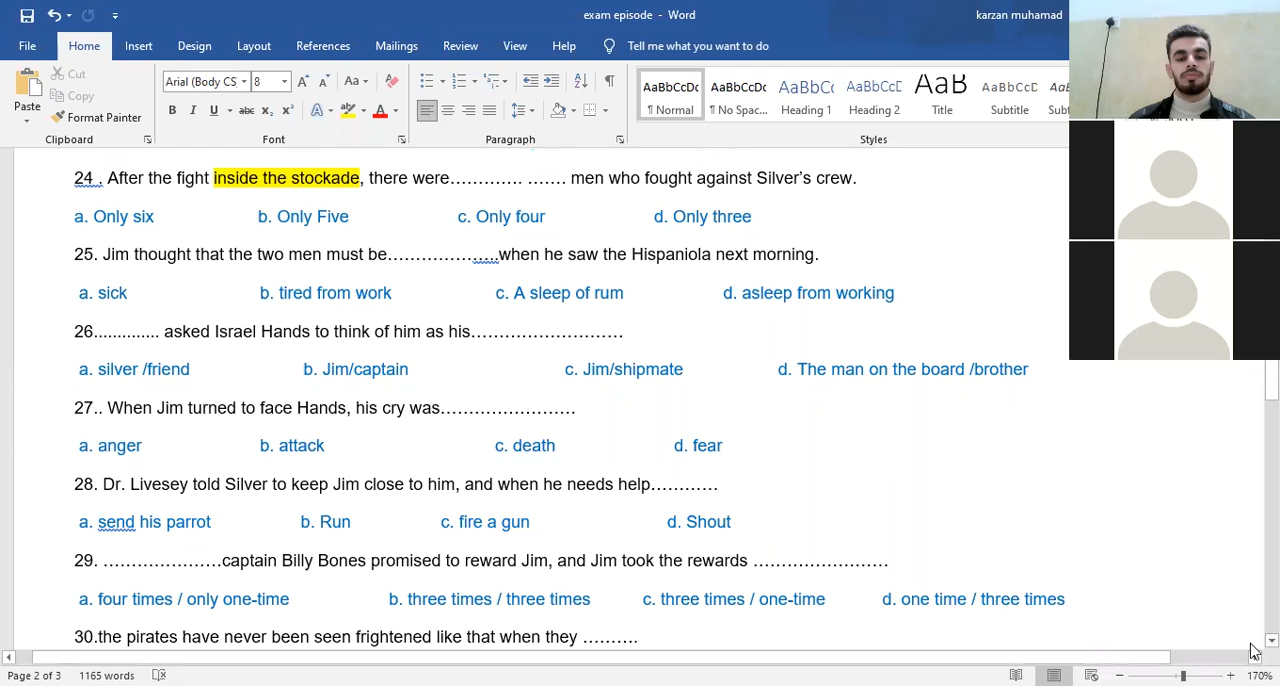 exam episode - Word
karzan muhamad
File Home Insert Design Layout References Mailings Review View Help Tell me what you want to do
Cut
Copy
Paste
Format Painter
Arial (Body CS 8
AaBbCcDc AaBbCcDc AaBbCc AaBbCcC AaB AaBbCcD
¶ Normal ¶ No Spac... Heading 1 Heading 2 Title Subtitle
Clipboard Font Paragraph Styles
24 . After the fight inside the stockade, there were…………. ……. men who fought against Silver's crew.
a. Only six b. Only Five c. Only four d. Only three
25. Jim thought that the two men must be………………..when he saw the Hispaniola next morning.
a. sick b. tired from work c. A sleep of rum d. asleep from working
26.............. asked Israel Hands to think of him as his………………………
a. silver /friend b. Jim/captain c. Jim/shipmate d. The man on the board /brother
27.. When Jim turned to face Hands, his cry was……………………
a. anger b. attack c. death d. fear
28. Dr. Livesey told Silver to keep Jim close to him, and when he needs help…………
a. send his parrot b. Run c. fire a gun d. Shout
29. …………………captain Billy Bones promised to reward Jim, and Jim took the rewards ……………………
a. four times / only one-time b. three times / three times c. three times / one-time d. one time / three times
30.the pirates have never been seen frightened like that when they ……….
Page 2 of 3 1165 words 170%